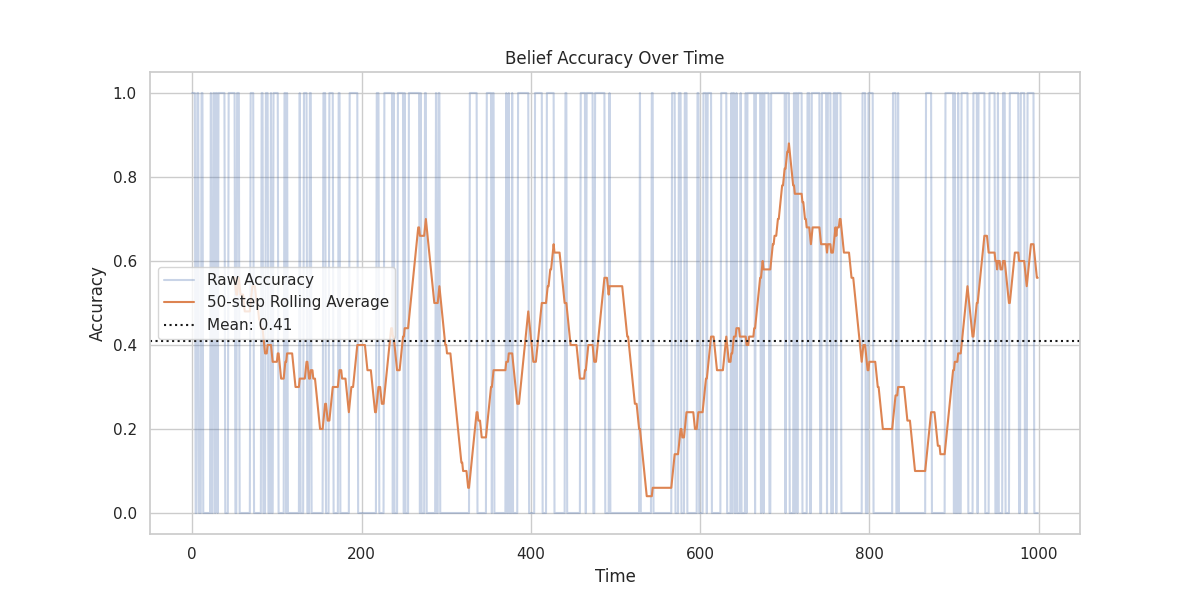 Belief Accuracy Over Time
1.0
0.8
0.6
0.4
0.2
0.0
Accuracy
Raw Accuracy
50-step Rolling Average
Mean: 0.41
0
200
400
600
800
1000
Time